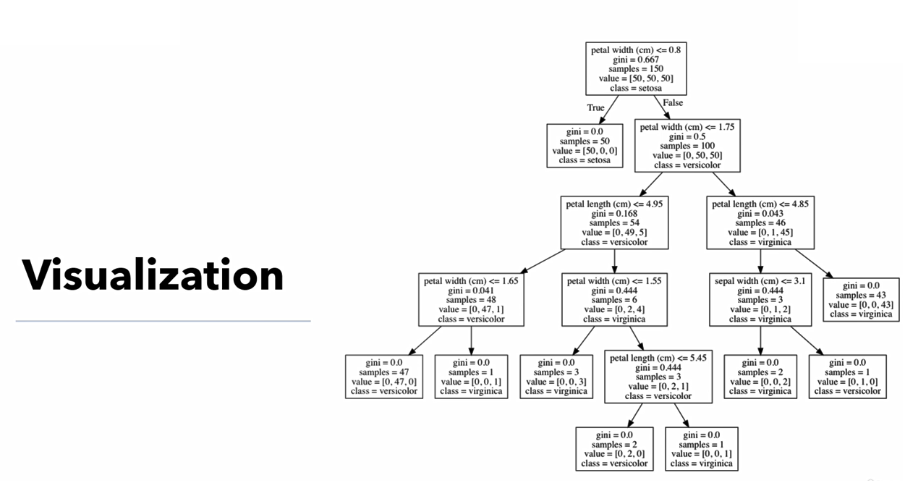 Visualization
petal width (cm) <= 0.8
gini = 0.667
samples = 150
value = [50, 50, 50]
class = setosa
True
False
gini = 0.0
samples = 50
value = [50, 0, 0]
class = setosa
petal width (cm) <= 1.75
gini = 0.5
samples = 100
value = [0, 50, 50]
class = versicolor
petal length (cm) <= 4.95
gini = 0.168
samples = 54
value = [0, 49, 5]
class = versicolor
petal length (cm) <= 4.85
gini = 0.043
samples = 46
value = [0, 1, 45]
class = virginica
petal width (cm) <= 1.65
gini = 0.041
samples = 48
value = [0, 47, 1]
class = versicolor
petal width (cm) <= 1.55
gini = 0.444
samples = 6
value = [0, 2, 4]
class = virginica
sepal width (cm) <= 3.1
gini = 0.444
samples = 3
value = [0, 1, 2]
class = virginica
gini = 0.0
samples = 43
value = [0, 0, 43]
class = virginica
gini = 0.0
samples = 47
value = [0, 47, 0]
class = versicolor
gini = 0.0
samples = 1
value = [0, 0, 1]
class = virginica
gini = 0.0
samples = 3
value = [0, 0, 3]
class = virginica
petal length (cm) <= 5.45
gini = 0.444
samples = 3
value = [0, 2, 1]
class = versicolor
gini = 0.0
samples = 2
value = [0, 0, 2]
class = virginica
gini = 0.0
samples = 1
value = [0, 1, 0]
class = versicolor
gini = 0.0
samples = 2
value = [0, 2, 0]
class = versicolor
gini = 0.0
samples = 1
value = [0, 0, 1]
class = virginica